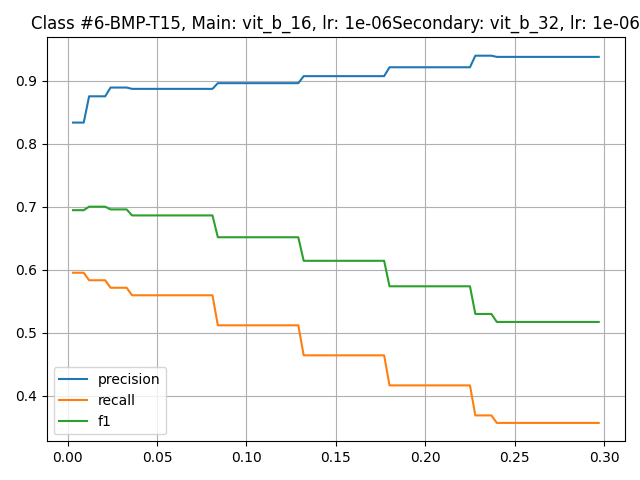 Class #6-BMP-T15, Main: vit_b_16, lr: 1e-06Secondary: vit_b_32, lr: 1e-06
0.9
0.8
0.7
0.6
0.5
0.4
precision
recall
f1
0.00 0.05 0.10 0.15 0.20 0.25 0.30